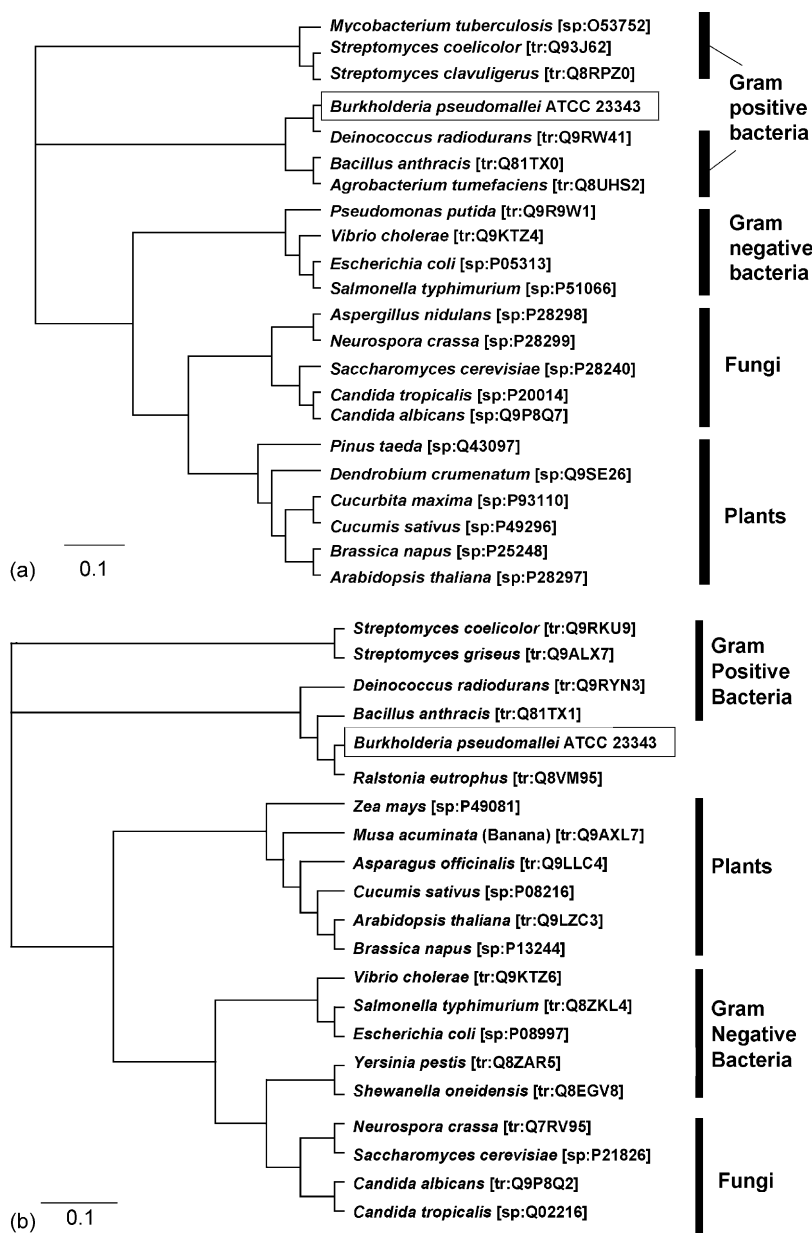 Mycobacterium tuberculosis [sp:O53752]
Streptomyces coelicolor [tr:Q93J62]
Streptomyces clavuligerus [tr:Q8RPZ0]
Burkholderia pseudomallei ATCC 23343
Deinococcus radiodurans [tr:Q9RW41]
Bacillus anthracis [tr:Q81TX0]
Agrobacterium tumefaciens [tr:Q8UHS2]
Gram
positive
bacteria
Pseudomonas putida [tr:Q9R9W1]
Vibrio cholerae [tr:Q9KTZ4]
Escherichia coli [sp:P05313]
Salmonella typhimurium [sp:P51066]
Gram
negative
bacteria
Aspergillus nidulans [sp:P28298]
Neurospora crassa [sp:P28299]
Saccharomyces cerevisiae [sp:P28240]
Candida tropicalis [sp:P20014]
Candida albicans [sp:Q9P8Q7]
Fungi
Pinus taeda [sp:Q43097]
Dendrobium crumenatum [sp:Q9SE26]
Cucurbita maxima [sp:P93110]
Cucumis sativus [sp:P49296]
Brassica napus [sp:P25248]
Arabidopsis thaliana [sp:P28297]
Plants
(a)
0.1
Streptomyces coelicolor [tr:Q9RKU9]
Streptomyces griseus [tr:Q9ALX7]
Deinococcus radiodurans [tr:Q9RYN3]
Bacillus anthracis [tr:Q81TX1]
Gram
Positive
Bacteria
Burkholderia pseudomallei ATCC 23343
Ralstonia eutrophus [tr:Q8VM95]
Zea mays [sp:P49081]
Musa acuminata (Banana) [tr:Q9AXL7]
Asparagus officinalis [tr:Q9LLC4]
Cucumis sativus [sp:P08216]
Arabidopsis thaliana [tr:Q9LZC3]
Brassica napus [sp:P13244]
Plants
Vibrio cholerae [tr:Q9KTZ6]
Salmonella typhimurium [tr:Q8ZKL4]
Escherichia coli [sp:P08997]
Yersinia pestis [tr:Q8ZAR5]
Shewanella oneidensis [tr:Q8EGV8]
Gram
Negative
Bacteria
Neurospora crassa [tr:Q7RV95]
Saccharomyces cerevisiae [sp:P21826]
Candida albicans [tr:Q9P8Q2]
Candida tropicalis [sp:Q02216]
Fungi
(b)
0.1